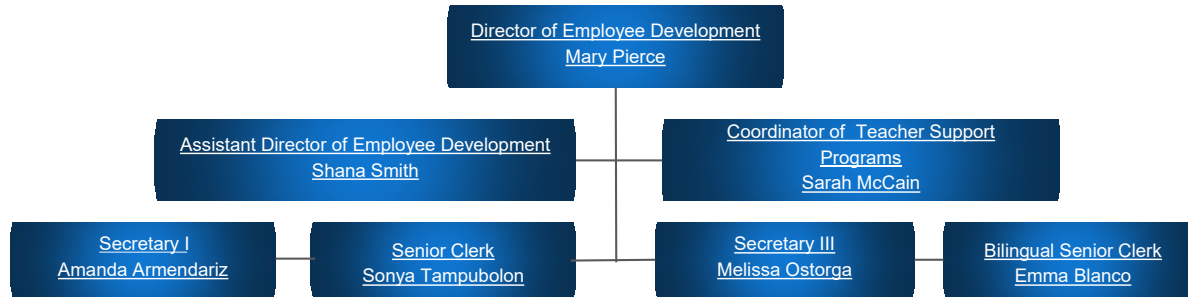 Director of Employee Development
Mary Pierce
Assistant Director of Employee Development
Shana Smith
Coordinator of  Teacher Support
Programs
Sarah McCain
Secretary I
Amanda Armendariz
Senior Clerk
Sonya Tampubolon
Secretary III
Melissa Ostorga
Bilingual Senior Clerk
Emma Blanco